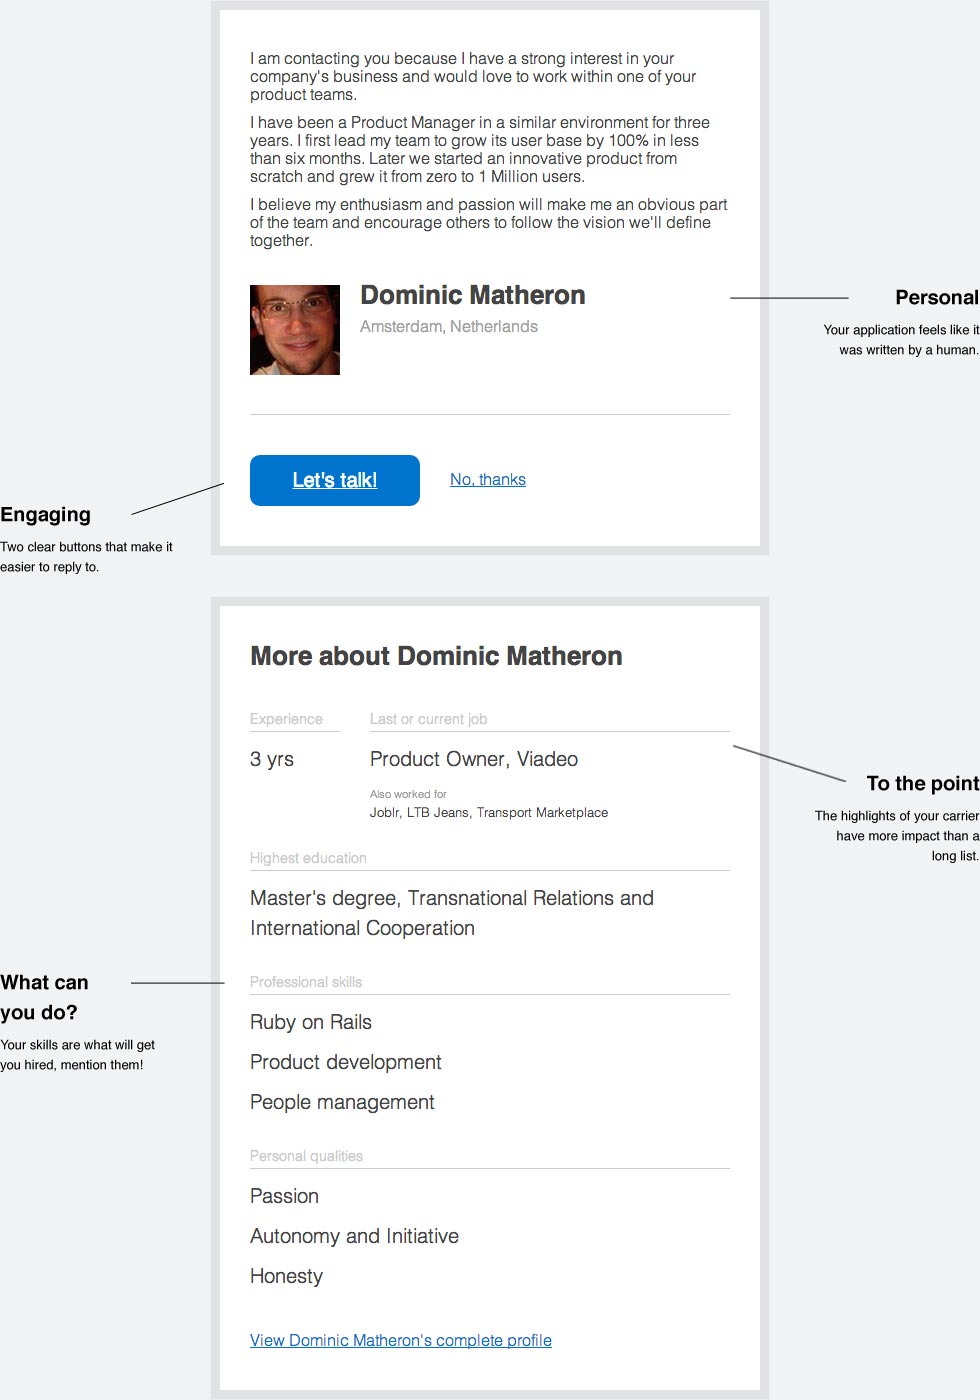 I am contacting you because I have a strong interest in your
company's business and would love to work within one of your
product teams.
I have been a Product Manager in a similar environment for three
years. I first lead my team to grow its user base by 100% in less
than six months. Later we started an innovative product from
scratch and grew it from zero to 1 Million users.
I believe my enthusiasm and passion will make me an obvious part
of the team and encourage others to follow the vision we'll define
together.
Dominic Matheron
Amsterdam, Netherlands
Personal
Your application feels like it
was written by a human.
Let's talk!
No, thanks
Engaging
Two clear buttons that make it
easier to reply to.
More about Dominic Matheron
Experience
Last or current job
3 yrs
Product Owner, Viadeo
Also worked for
Joblr, LTB Jeans, Transport Marketplace
To the point
The highlights of your carrier
have more impact than a
long list.
Highest education
Master's degree, Transnational Relations and
International Cooperation
What can
you do?
Your skills are what will get
you hired, mention them!
Professional skills
Ruby on Rails
Product development
People management
Personal qualities
Passion
Autonomy and Initiative
Honesty
View Dominic Matheron's complete profile